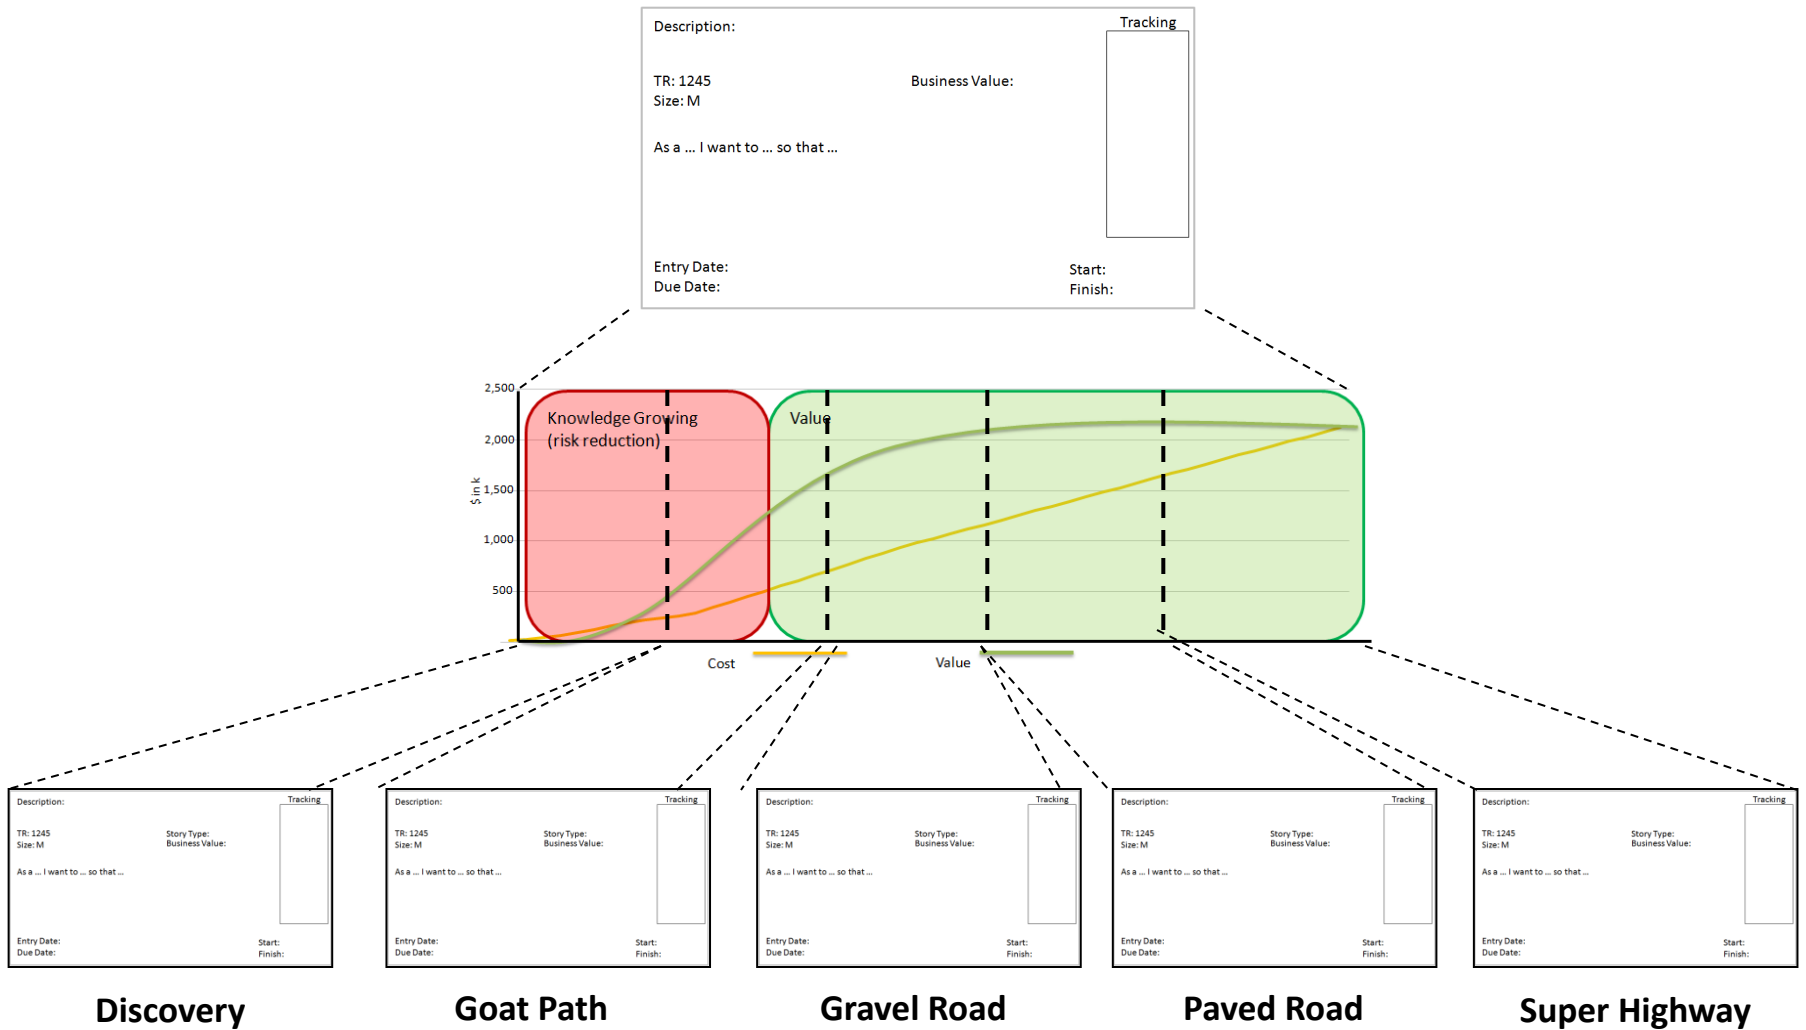 Description:
Tracking
TR: 1245
Business Value:
Size: M
As a ... I want to ... so that ...
Entry Date:
Start:
Due Date:
Finish:
2,500
Knowledge Growing
(risk reduction)
Value
2,000
1,500
$ in k
1,000
500
Cost
Value
Description:
Tracking
TR: 1245
Story Type:
Size: M
Business Value:
As a ... I want to ... so that ...
Entry Date:
Start:
Due Date:
Finish:
Discovery
Description:
Tracking
TR: 1245
Story Type:
Size: M
Business Value:
As a ... I want to ... so that ...
Entry Date:
Start:
Due Date:
Finish:
Goat Path
Description:
Tracking
TR: 1245
Story Type:
Size: M
Business Value:
As a ... I want to ... so that ...
Entry Date:
Start:
Due Date:
Finish:
Gravel Road
Description:
Tracking
TR: 1245
Story Type:
Size: M
Business Value:
As a ... I want to ... so that ...
Entry Date:
Start:
Due Date:
Finish:
Paved Road
Description:
Tracking
TR: 1245
Story Type:
Size: M
Business Value:
As a ... I want to ... so that ...
Entry Date:
Start:
Due Date:
Finish:
Super Highway